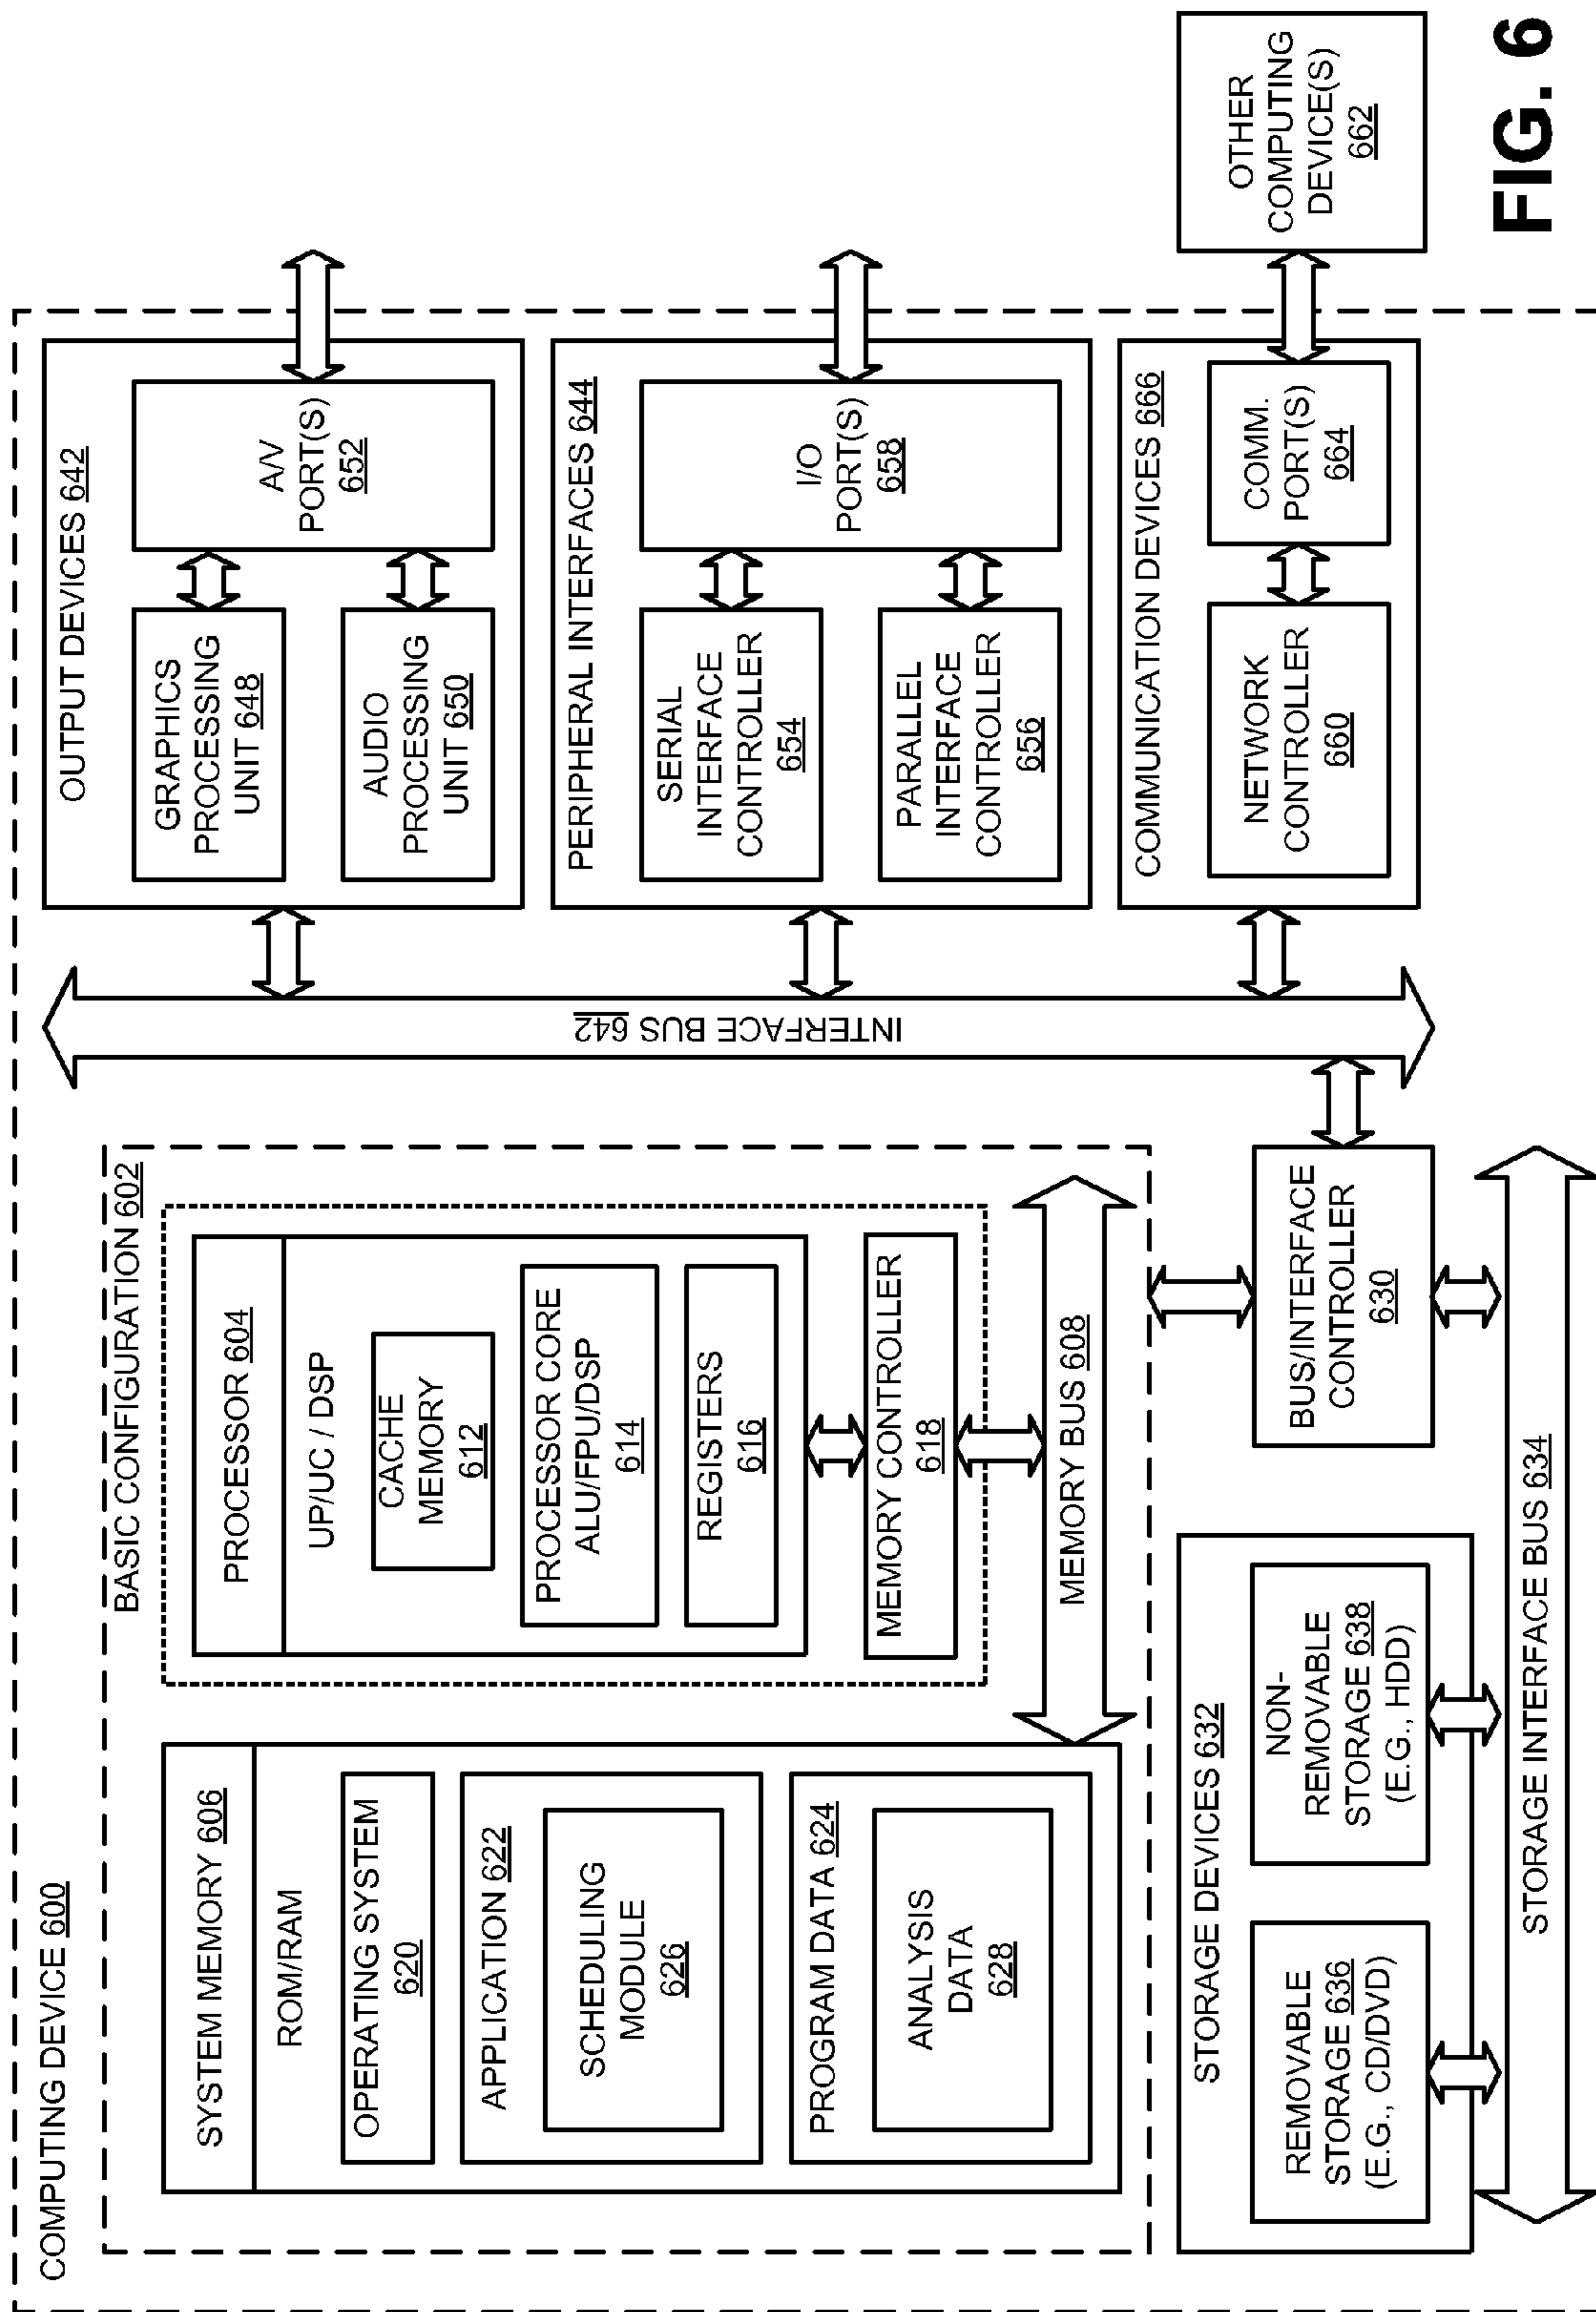 COMPUTING DEVICE 600
BASIC CONFIGURATION 602
SYSTEM MEMORY 606
ROM/RAM
OPERATING SYSTEM
620
APPLICATION 622
SCHEDULING
MODULE
626
PROGRAM DATA 624
ANALYSIS
DATA
628
PROCESSOR 604
UP/UC / DSP
CACHE
MEMORY
612
PROCESSOR CORE
ALU/FPU/DSP
614
REGISTERS
616
MEMORY CONTROLLER
618
MEMORY BUS 608
STORAGE DEVICES 632
REMOVABLE
STORAGE 636
(E.G., CD/DVD)
NON-
REMOVABLE
STORAGE 638
(E.G., HDD)
BUS/INTERFACE
CONTROLLER
630
STORAGE INTERFACE BUS 634
INTERFACE BUS 642
OUTPUT DEVICES 642
GRAPHICS
PROCESSING
UNIT 648
AUDIO
PROCESSING
UNIT 650
A/V
PORT(S)
652
PERIPHERAL INTERFACES 644
SERIAL
INTERFACE
CONTROLLER
654
PARALLEL
INTERFACE
CONTROLLER
656
I/O
PORT(S)
658
COMMUNICATION DEVICES 666
NETWORK
CONTROLLER
660
COMM.
PORT(S)
664
OTHER
COMPUTING
DEVICE(S)
662
FIG. 6